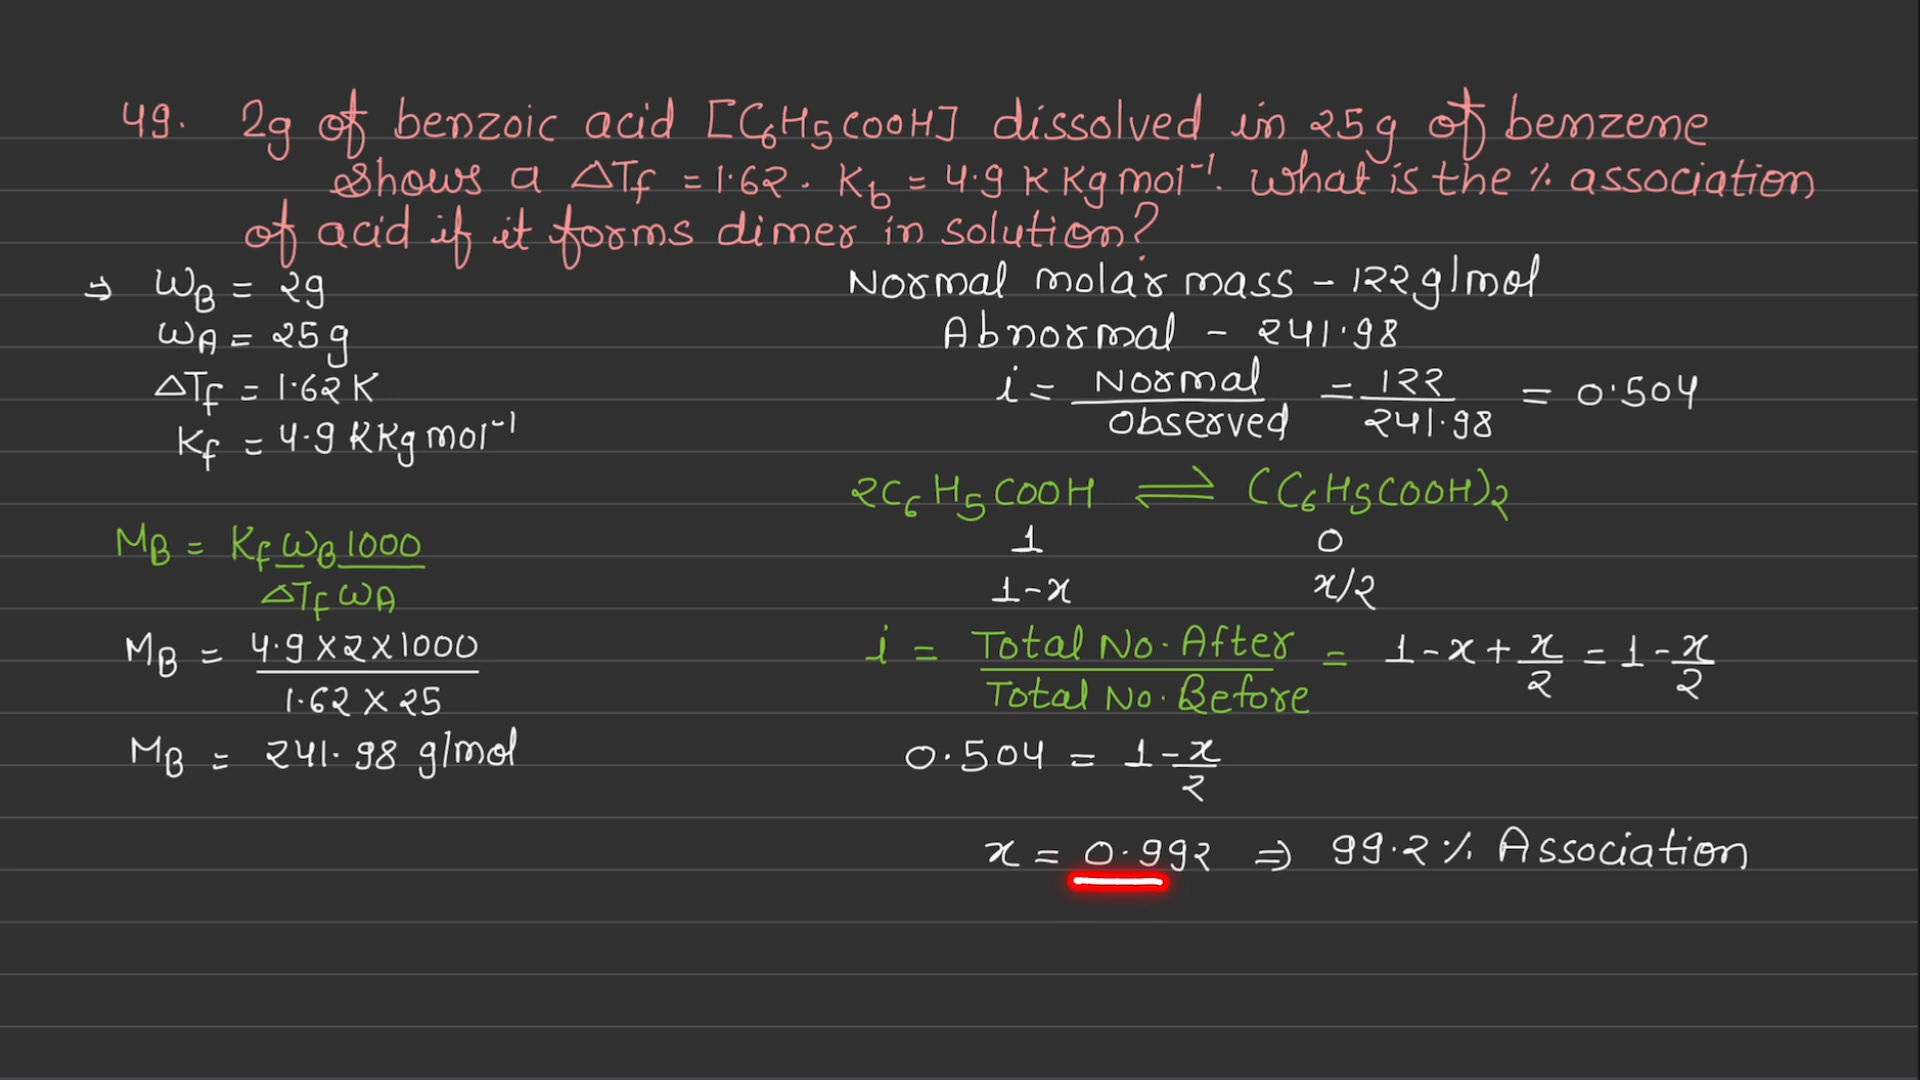 49. 2g of benzoic acid [C6H5COOH] dissolved in 25g of benzene
shows a △Tf = 1.62. Kb = 4.9 K Kg mol⁻¹. What is the % association
of acid if it forms dimer in solution?
⇒ WB = 2g
WA = 25g
△Tf = 1.62 K
Kf = 4.9 K Kg mol⁻¹
MB = Kf WB 1000
△Tf WA
MB = 4.9 X 2 X 1000
1.62 X 25
MB = 241.98 g/mol
Normal molar mass - 122 g/mol
Abnormal - 241.98
i = Normal = 122 = 0.504
Observed 241.98
2C6H5COOH ⇌ (C6H5COOH)2
1 0
1-x x/2
i = Total No. After = 1-x+x/2 = 1-x/2
Total No. Before
0.504 = 1-x/2
x = 0.992 ⇒ 99.2% Association